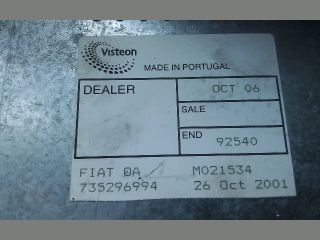 Visteon
MADE IN PORTUGAL
DEALER
OCT 06
SALE
END
92540
FIAT 0A M021534
735296994 26 Oct 2001